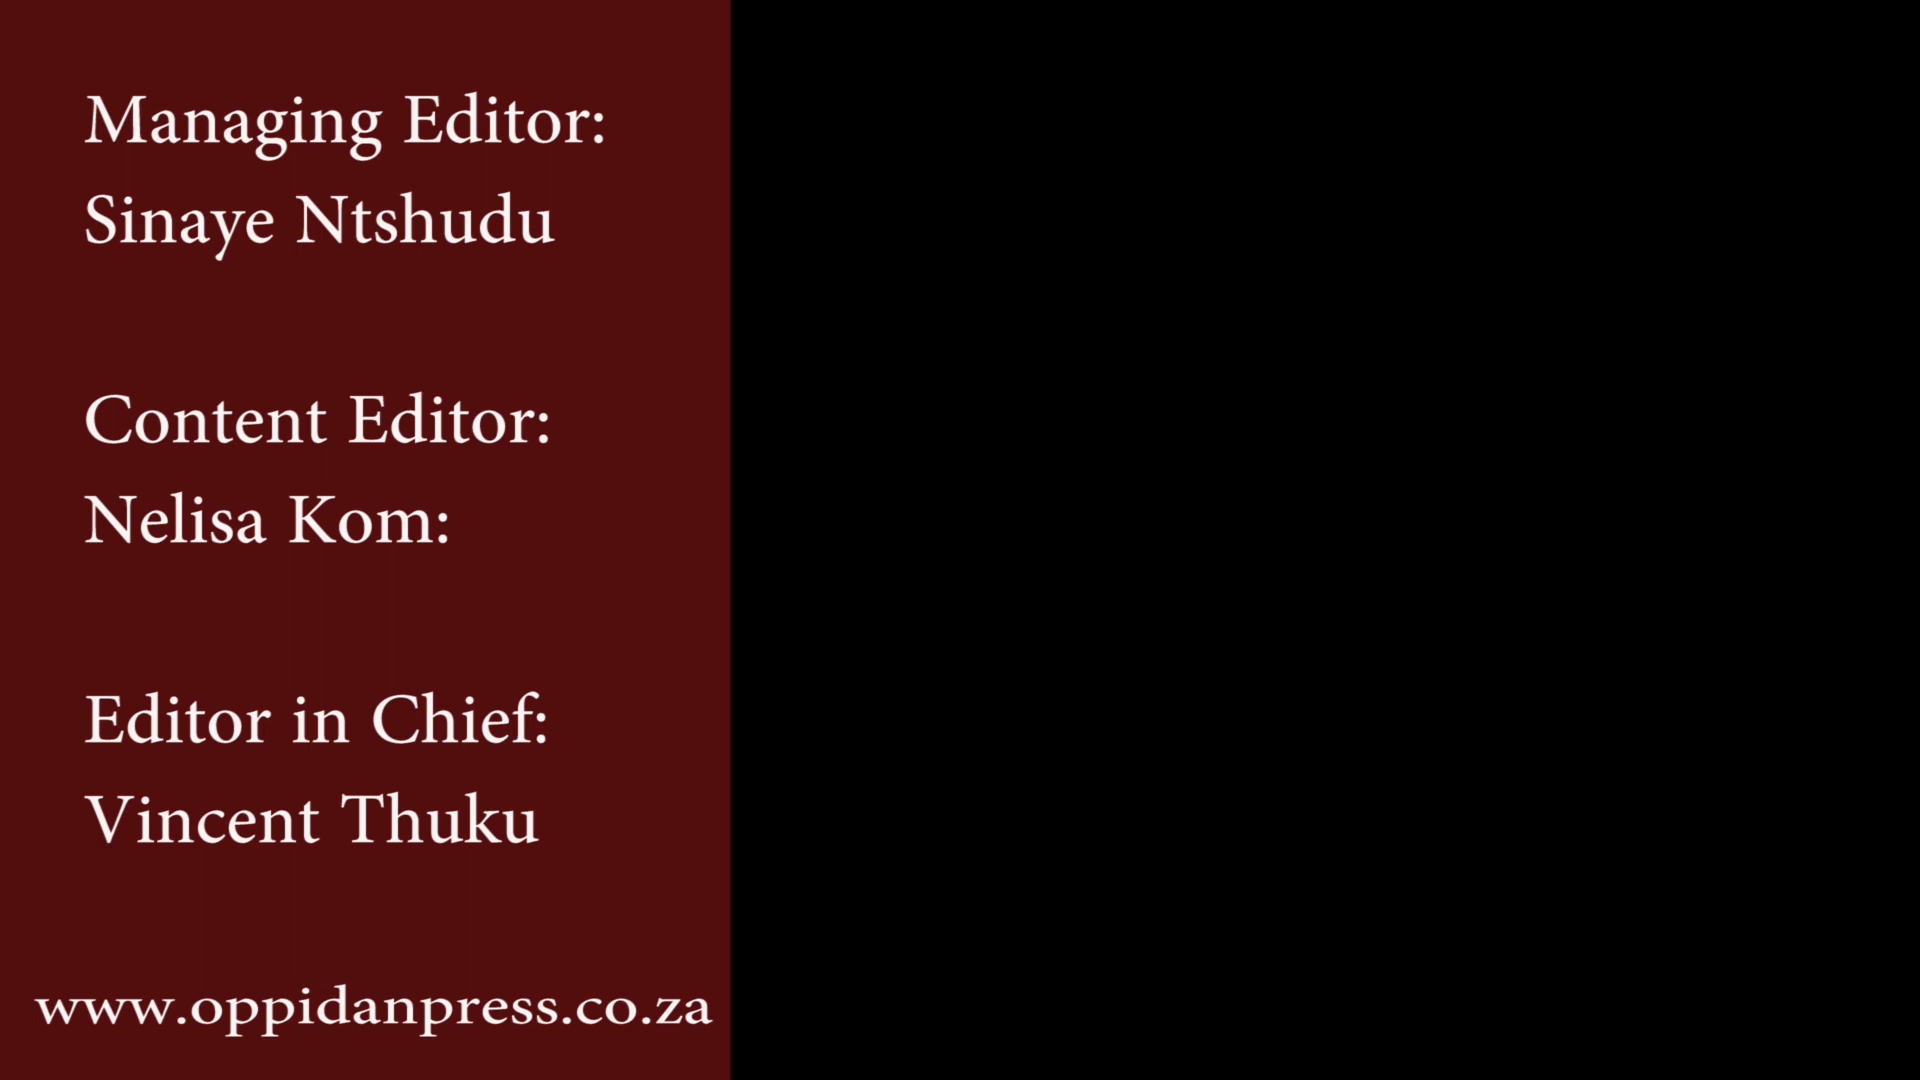 Managing Editor:
Sinaye Ntshudu
Content Editor:
Nelisa Kom:
Editor in Chief:
Vincent Thuku
www.oppidanpress.co.za